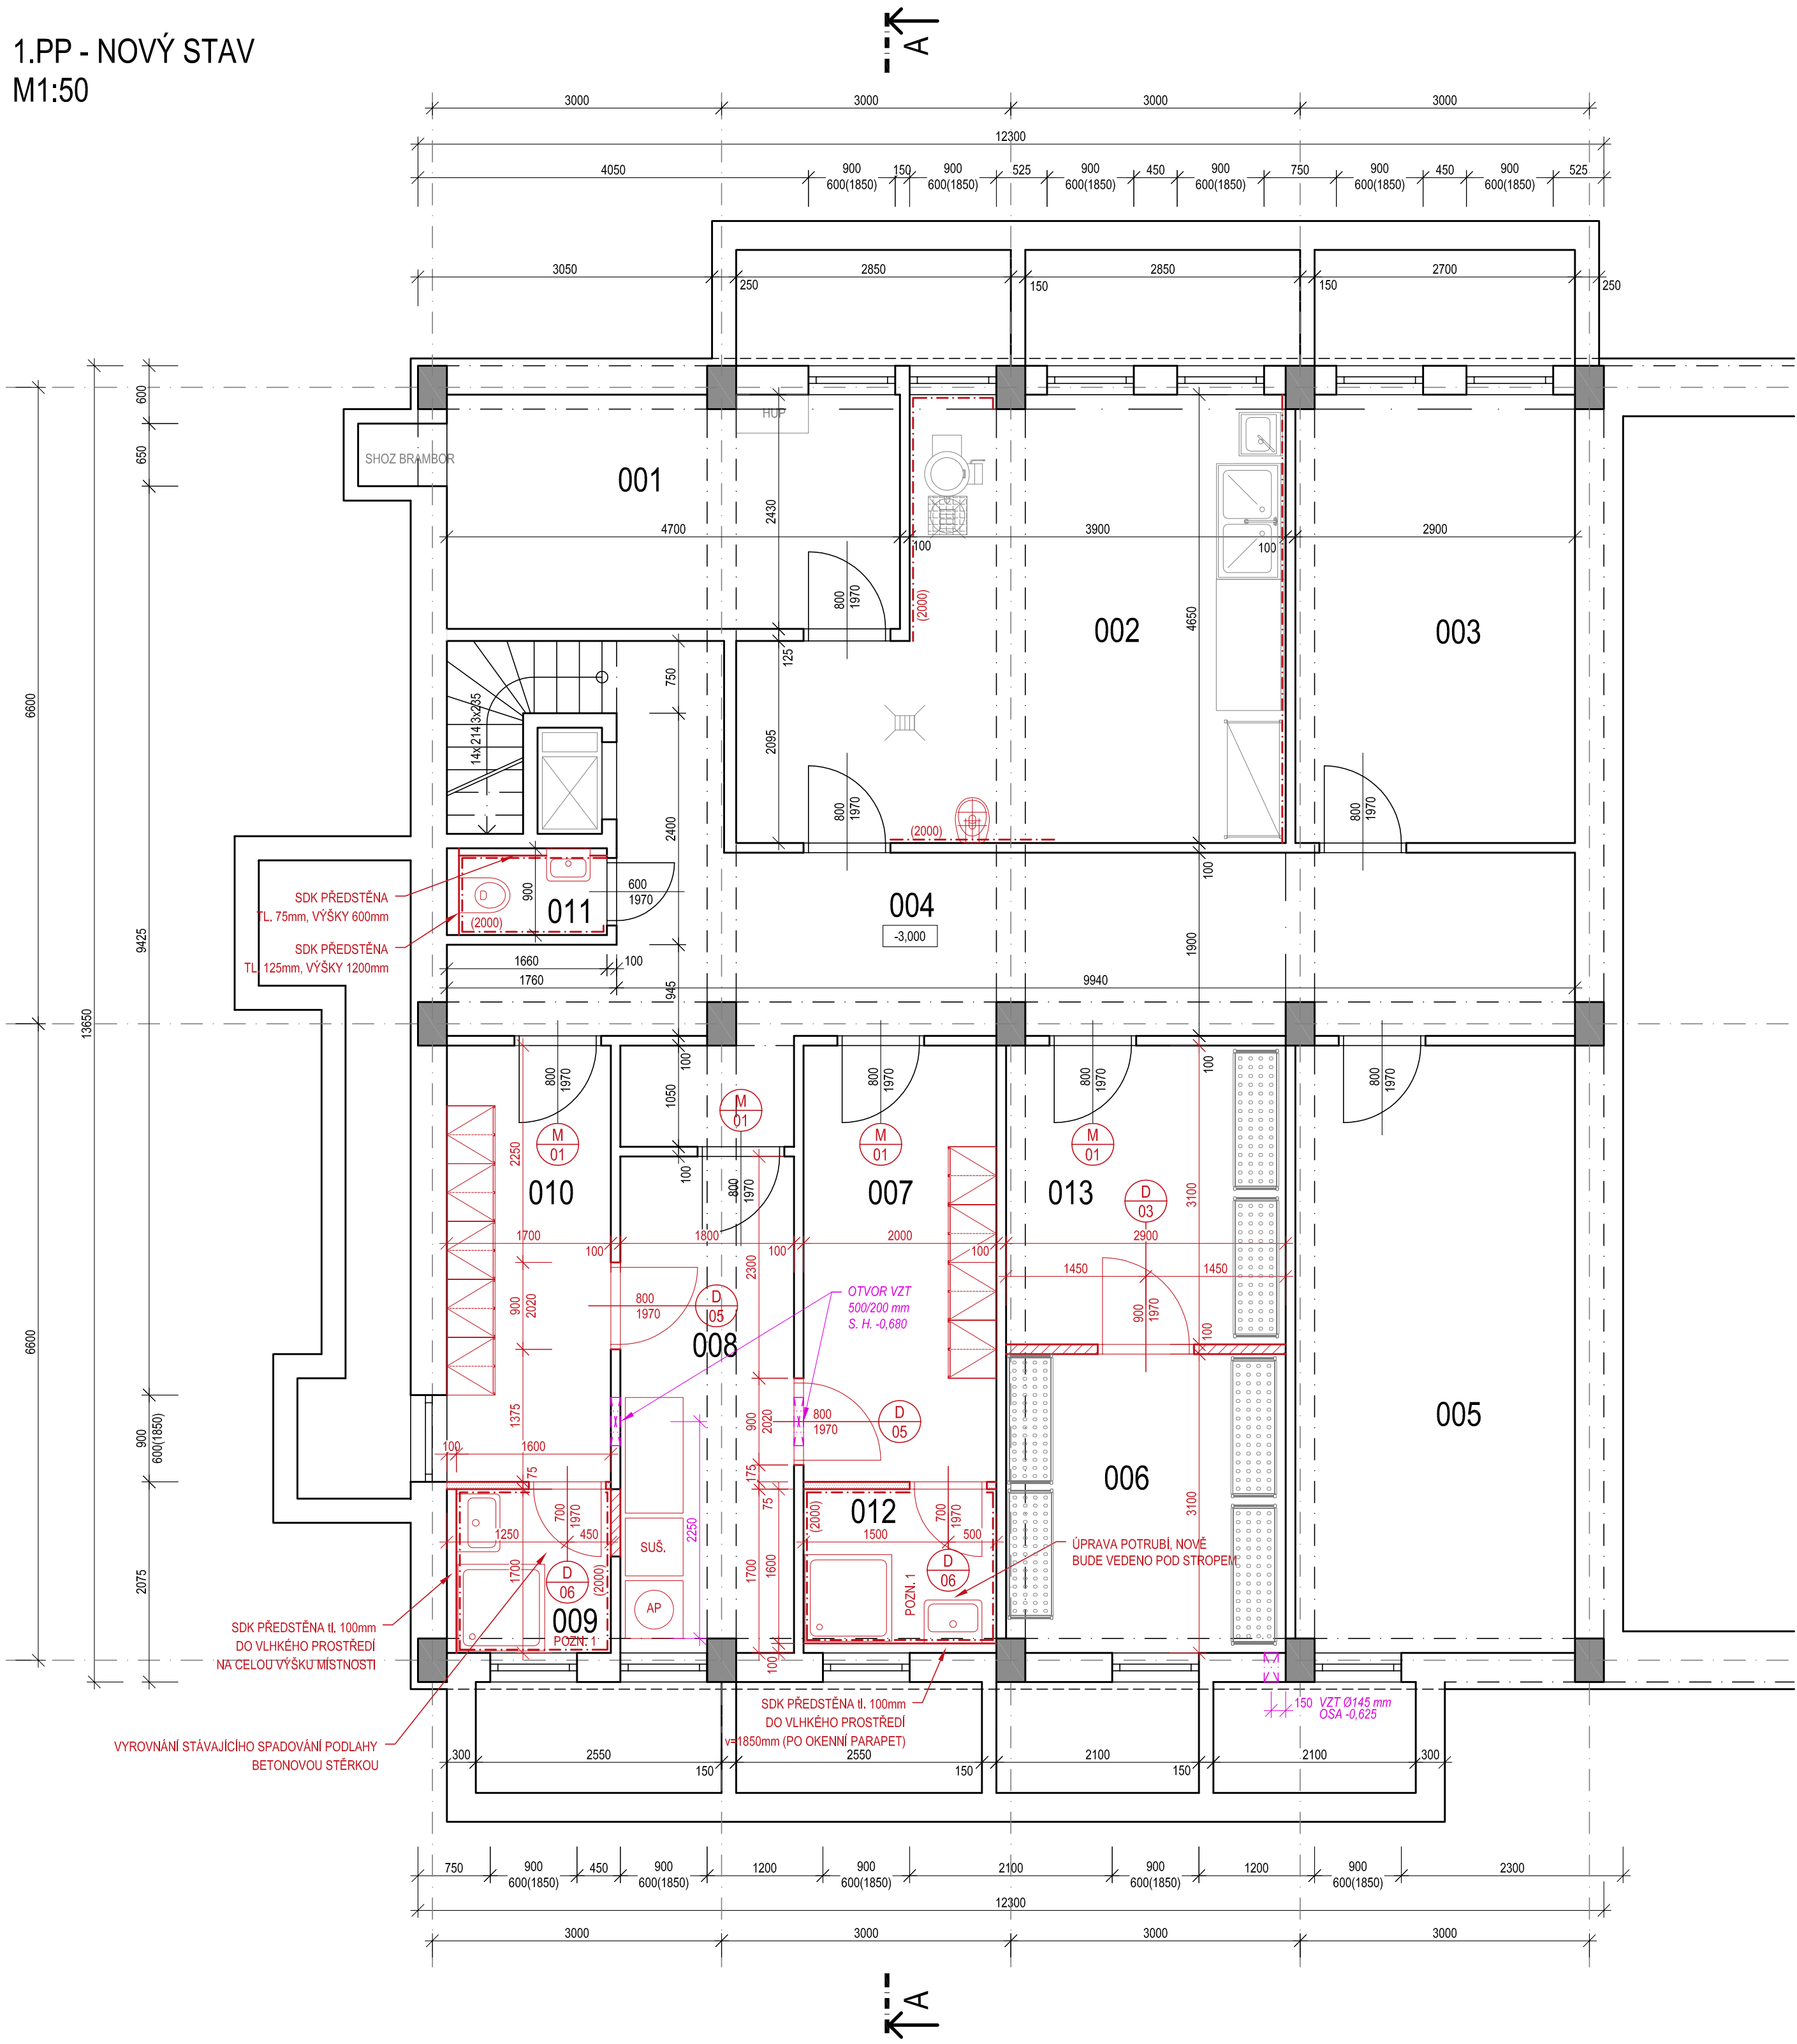 1.PP - NOVÝ STAV
M1:50
A
3000 3000 3000 3000
12300
4050 900 150 900 525 900 450 900 750 900 450 900 525
600(1850) 600(1850) 600(1850) 600(1850) 600(1850) 600(1850)
3050 2850 2850 2700
250 150 150 250
600
650
SHOZ BRAMBOR
HUP
001
2430
4700 100 3900 100 2900
800
1970
(2000)
002
4650
003
125
750
6600
14x214 3x235
2095
2400
800
1970
(2000)
800
1970
100
SDK PŘEDSTĚNA
TL. 75mm, VÝŠKY 600mm
SDK PŘEDSTĚNA
TL. 125mm, VÝŠKY 1200mm
900
(2000)
011
600
1970
004
-3,000
1900
9425
13650
1660 100
1760 9940
945
800
1970
100
1050
800
1970
800
1970
100
800
1970
M
01
M
01
M
01
M
01
2250
100
010
800
1970
007
013
D
03
3100
1700 100 1800 100 2000 100 2900
1450 1450
2300
900
2020
800
1970
D
05
OTVOR VZT
500/200 mm
S. H. -0,680
900
1970
100
008
6600
900
600(1850)
1375
100 1600
75
900
2020
800
1970
D
05
175
005
006
012
75
(2000)
700
1970
1250 450
700
1970
1500 500
SUŠ.
2250
3100
ÚPRAVA POTRUBÍ, NOVĚ
BUDE VEDENO POD STROPEM
2075
1700
D
06
(2000)
1700
1600
D
06
POZN. 1
AP
009
POZN. 1
SDK PŘEDSTĚNA tl. 100mm
DO VLHKÉHO PROSTŘEDÍ
NA CELOU VÝŠKU MÍSTNOSTI
100
SDK PŘEDSTĚNA tl. 100mm
DO VLHKÉHO PROSTŘEDÍ
v=1850mm (PO OKENNÍ PARAPET)
150 VZT Ø145 mm
OSA -0,625
VYROVNÁNÍ STÁVAJÍCÍHO SPADOVÁNÍ PODLAHY
BETONOVOU STĚRKOU
300 2550 2550 2100 2100 300
150 150 150
750 900 450 900 1200 900 2100 900 1200 900 2300
600(1850) 600(1850) 600(1850) 600(1850) 600(1850)
12300
3000 3000 3000 3000
A